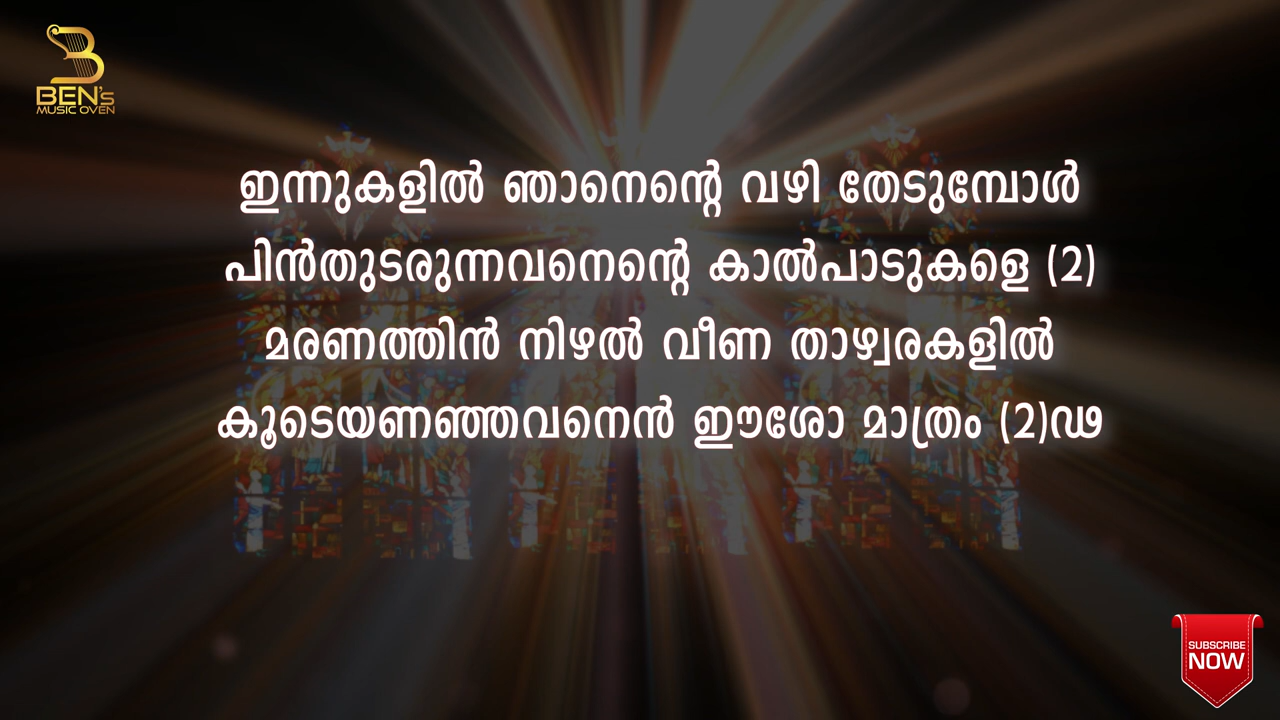 BEN's
MUSIC OVEN
ഇന്നുകളിൽ ഞാനെന്റെ വഴി തേടുമ്പോൾ
പിൻതുടരുന്നവനെന്റെ കാൽപാടുകളെ (2)
മരണത്തിൻ നിഴൽ വീണ താഴ്വരകളിൽ
കൂടെയണഞ്ഞവനെൻ ഈശോ മാത്രം (2)ഢ
SUBSCRIBE
NOW